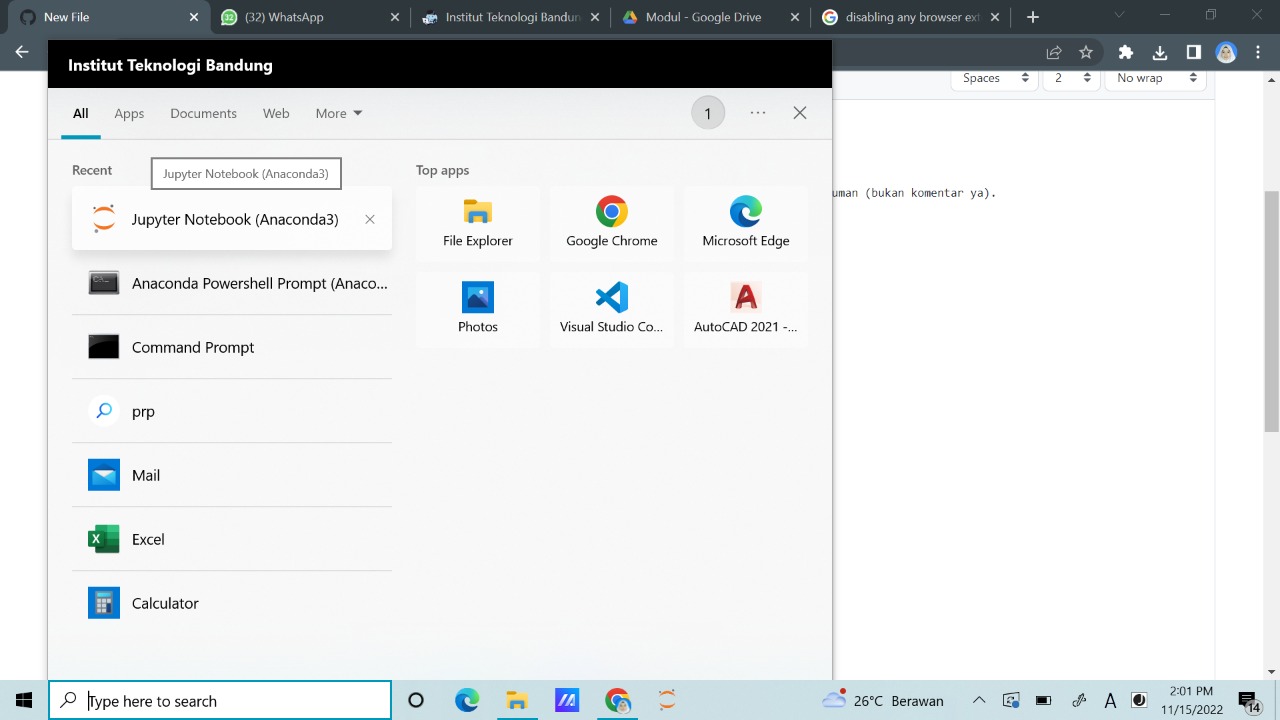 New File
(32) WhatsApp
Institut Teknologi Bandun
Modul - Google Drive
disabling any browser ext
Institut Teknologi Bandung
Spaces
2
No wrap
All
Apps
Documents
Web
More
1
Recent
Jupyter Notebook (Anaconda3)
Top apps
uman (bukan komentar ya).
Jupyter Notebook (Anaconda3)
File Explorer
Google Chrome
Microsoft Edge
Anaconda Powershell Prompt (Anaco...
Photos
Visual Studio Co...
AutoCAD 2021 -...
Command Prompt
prp
Mail
Excel
Calculator
Type here to search
26°C Berawan
A
2:01 PM
11/15/2022
14